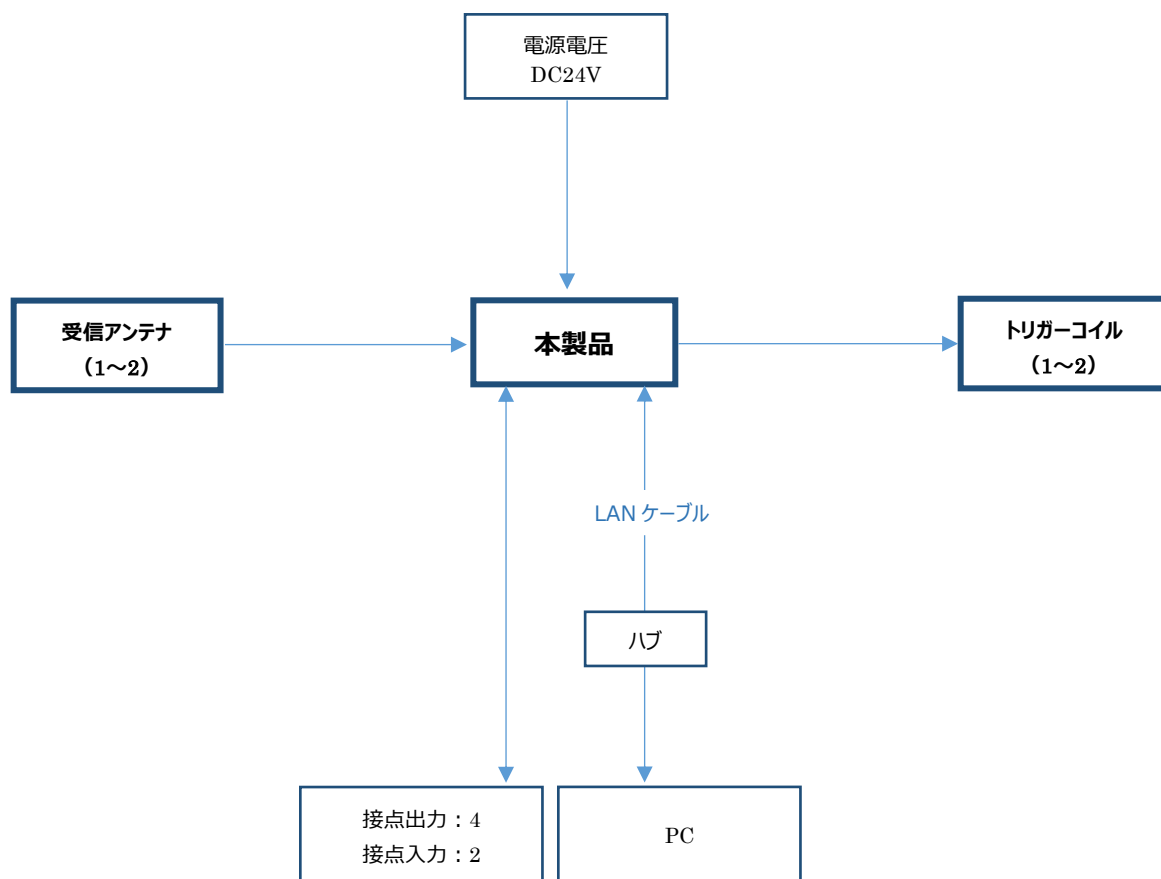 電源電圧
DC24V
受信アンテナ
（1～2）
本製品
トリガーコイル
（1～2）
LAN ケーブル
ハブ
接点出力：4
接点入力：2
PC